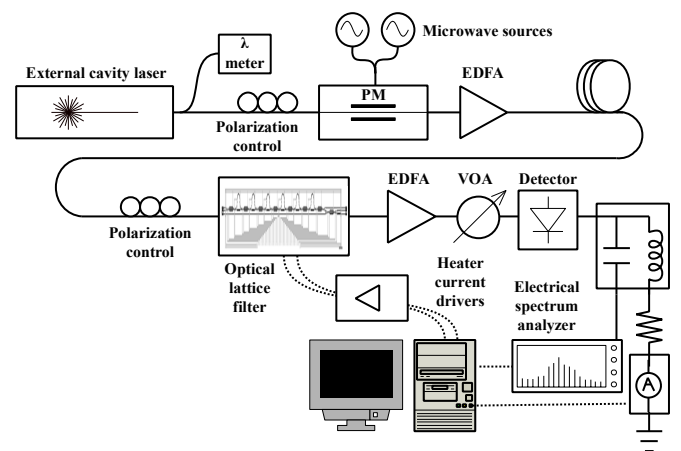 λ
meter
Microwave sources
External cavity laser
EDFA
PM
Polarization
control
EDFA
VOA
Detector
Polarization
control
Optical
lattice
filter
Heater
current
drivers
Electrical
spectrum
analyzer
A